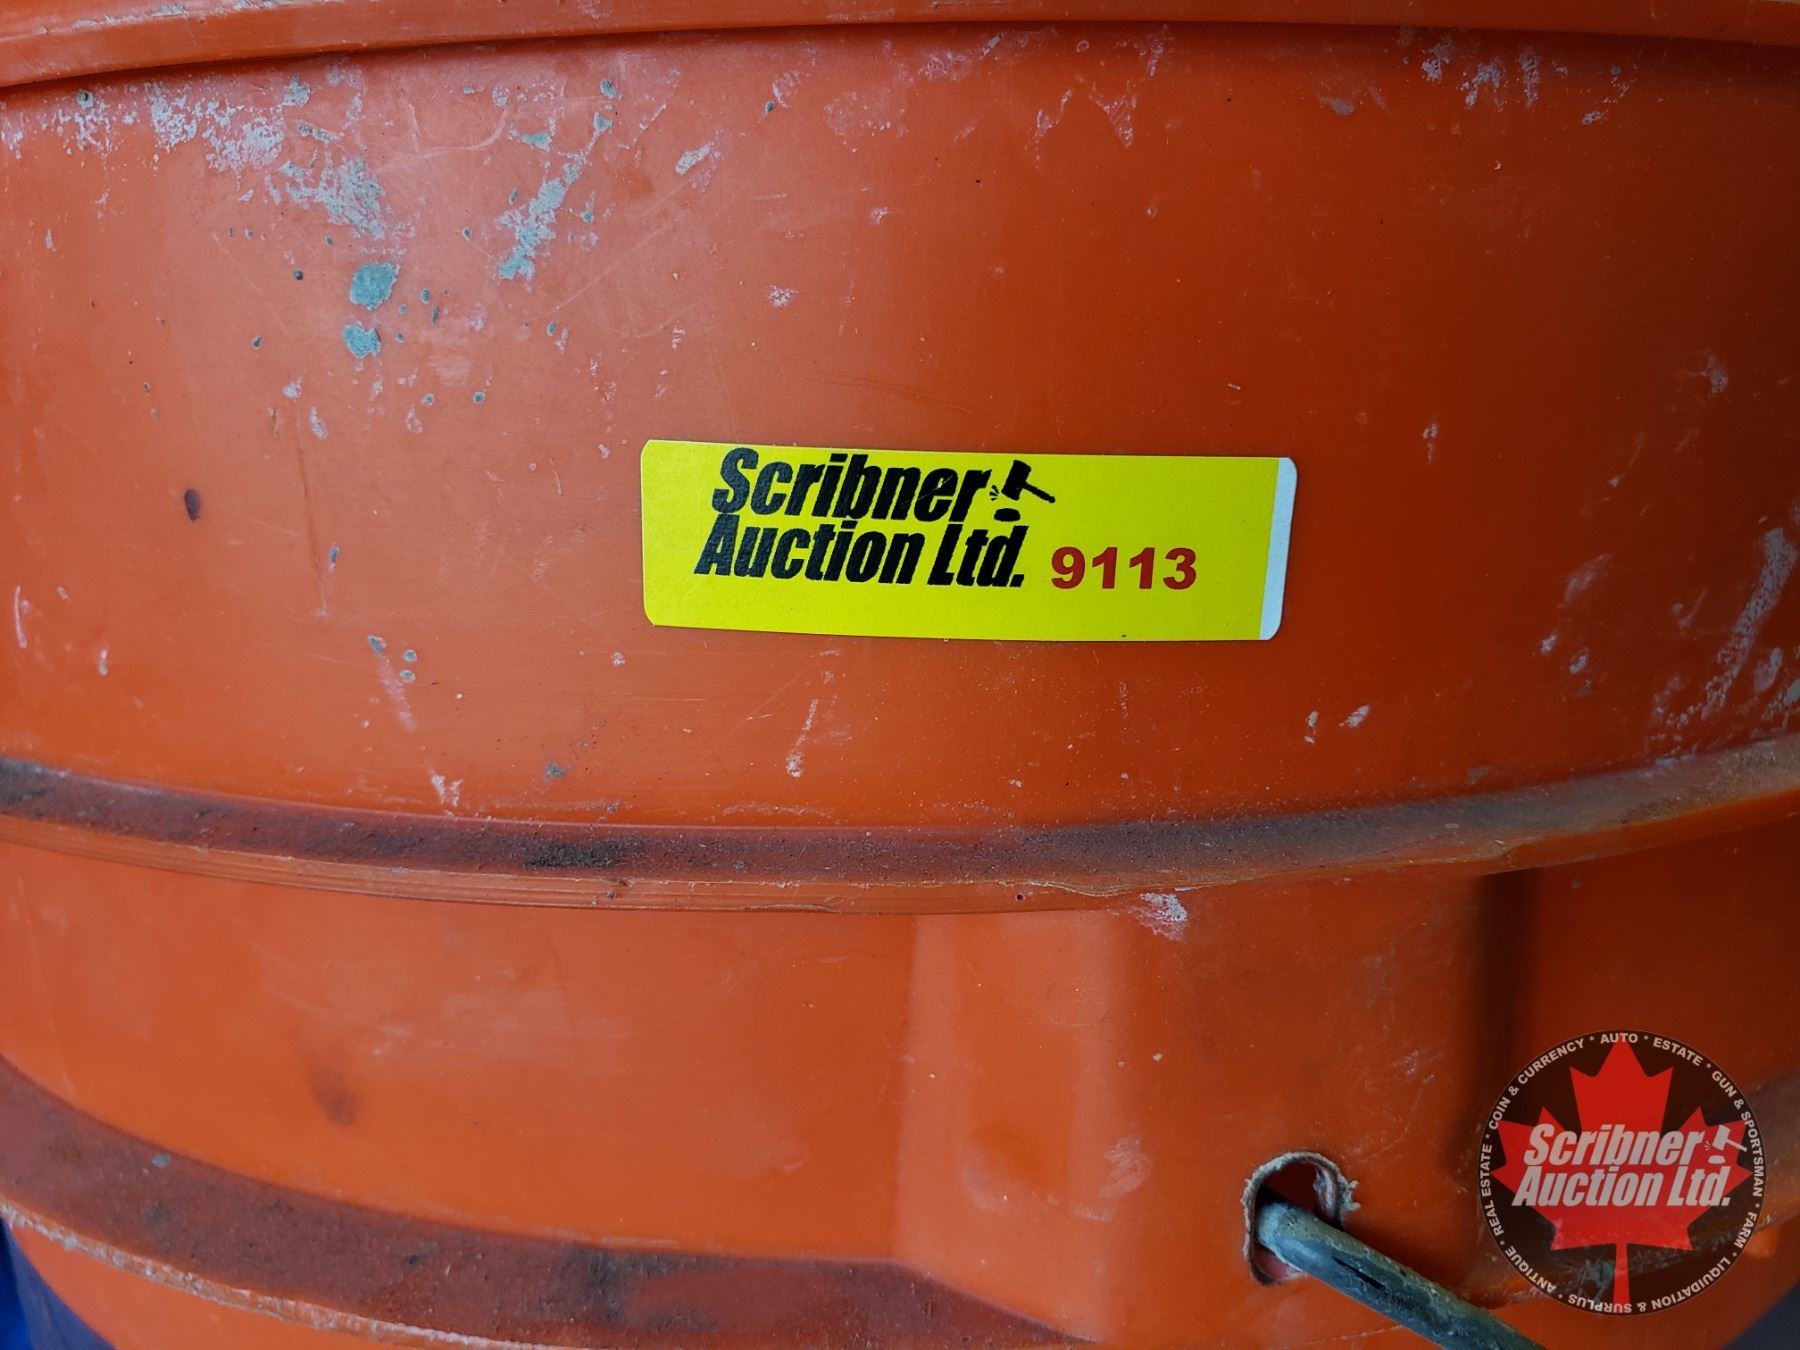 Scribner
Auction Ltd. 9113
COIN & CURRENCY * AUTO * ESTATE * GUN & SPORTSMAN * FARM * LIQUIDATION & SURPLUS * ANTIQUE * REAL ESTATE *
Scribner
Auction Ltd.